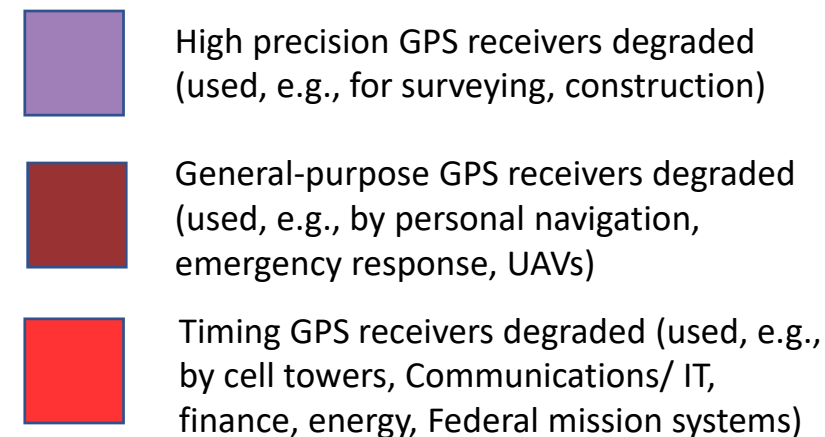 High precision GPS receivers degraded
(used, e.g., for surveying, construction)
General-purpose GPS receivers degraded
(used, e.g., by personal navigation,
emergency response, UAVs)
Timing GPS receivers degraded (used, e.g.,
by cell towers, Communications/ IT,
finance, energy, Federal mission systems)